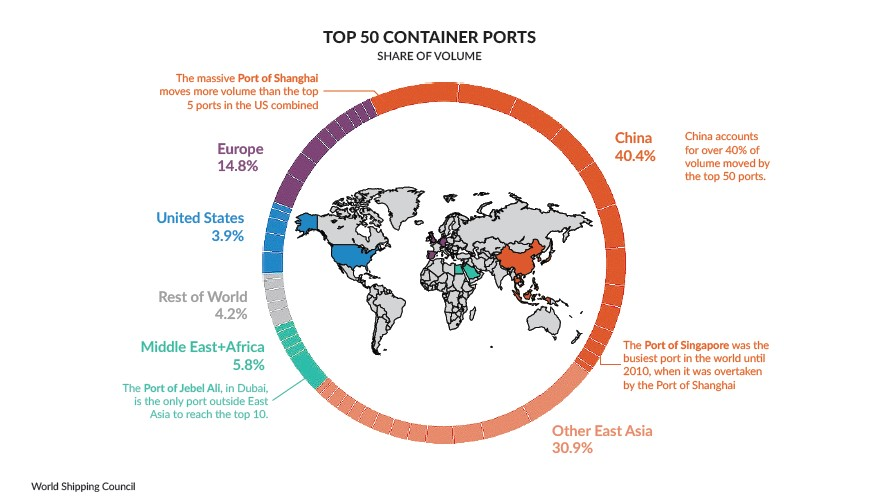 TOP 50 CONTAINER PORTS
SHARE OF VOLUME
The massive Port of Shanghai
moves more volume than the top
5 ports in the US combined
Europe
14.8%
China
40.4%
China accounts
for over 40% of
volume moved by
the top 50 ports.
United States
3.9%
Rest of World
4.2%
Middle East+Africa
5.8%
The Port of Jebel Ali, in Dubai,
is the only port outside East
Asia to reach the top 10.
The Port of Singapore was the
busiest port in the world until
2010, when it was overtaken
by the Port of Shanghai
Other East Asia
30.9%
World Shipping Council